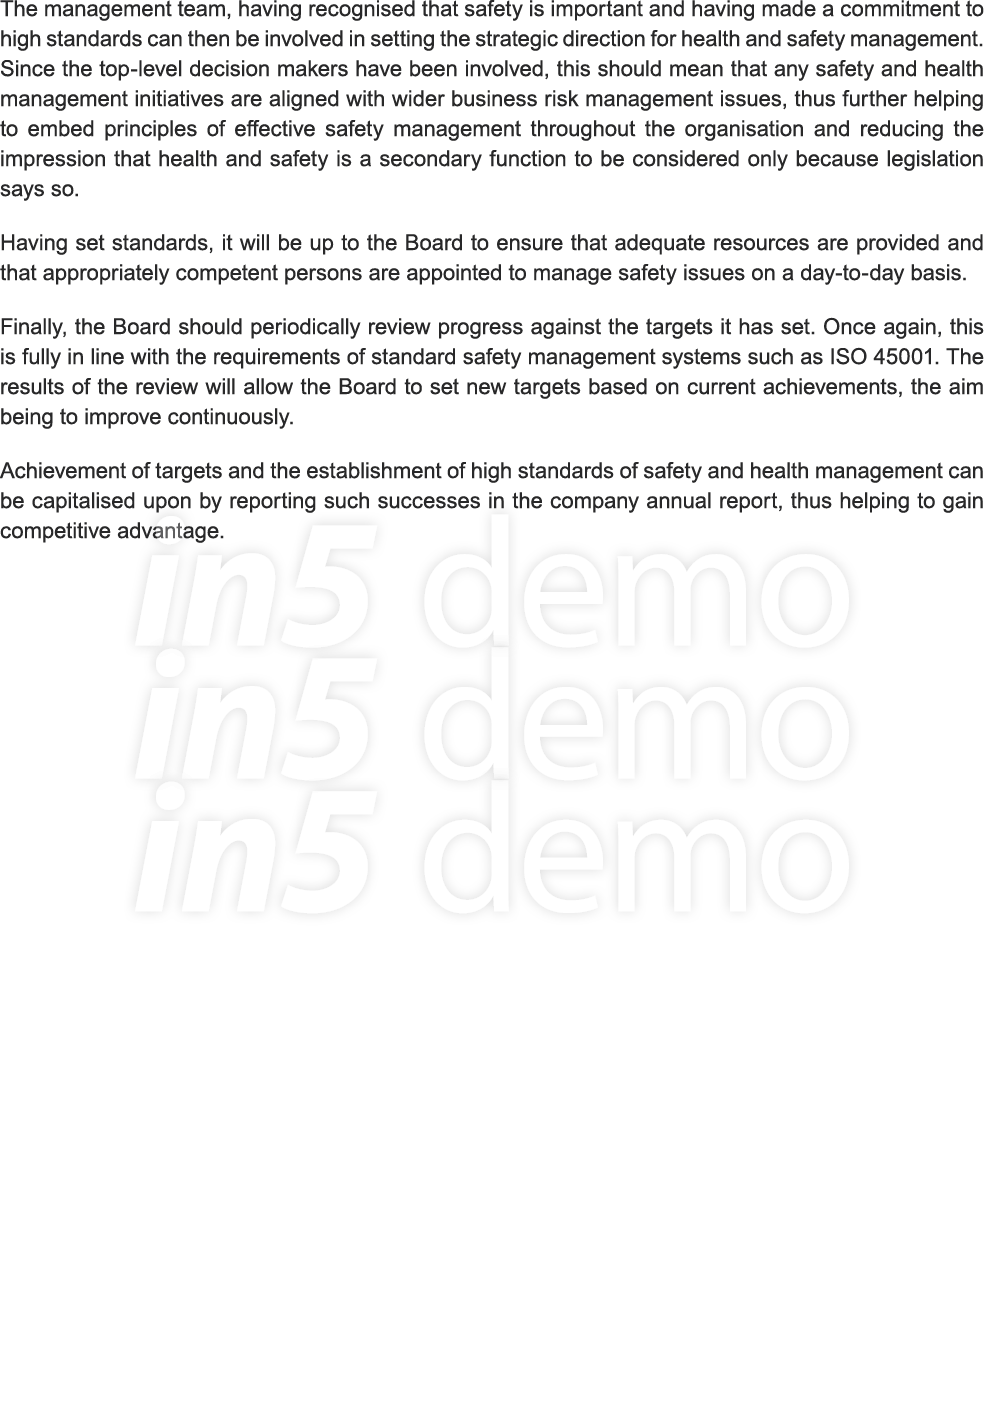 The management team, having recognised that safety is important and having made a commitment to
high standards can then be involved in setting the strategic direction for health and safety management.
Since the top-level decision makers have been involved, this should mean that any safety and health
management initiatives are aligned with wider business risk management issues, thus further helping
to embed principles of effective safety management throughout the organisation and reducing the
impression that health and safety is a secondary function to be considered only because legislation
says so.
Having set standards, it will be up to the Board to ensure that adequate resources are provided and
that appropriately competent persons are appointed to manage safety issues on a day-to-day basis.
Finally, the Board should periodically review progress against the targets it has set. Once again, this
is fully in line with the requirements of standard safety management systems such as ISO 45001. The
results of the review will allow the Board to set new targets based on current achievements, the aim
being to improve continuously.
Achievement of targets and the establishment of high standards of safety and health management can
be capitalised upon by reporting such successes in the company annual report, thus helping to gain
competitive advantage.
in5 demo
in5 demo
in5 demo